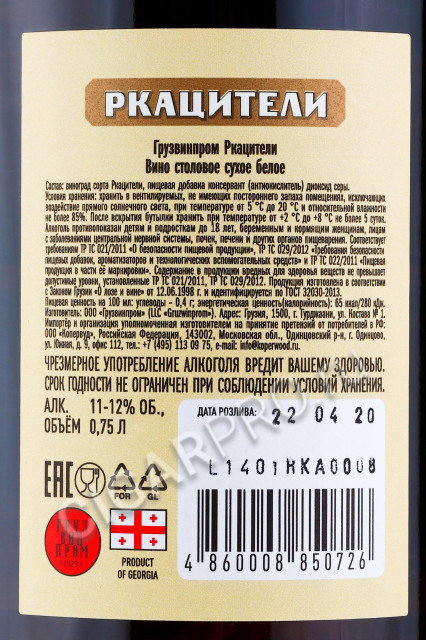 РКАЦИТЕЛИ
Грузвинпром Ркацители
Вино столовое сухое белое
Состав: виноград сорта Ркацители, пищевая добавка консервант (антиокислитель) диоксид серы.
Условия хранения: хранить в вентилируемых, не имеющих постороннего запаха помещениях, исключающих
воздействие прямого солнечного света, при температуре от 5°С до 20 °С и относительной влажности
не более 85%. После вскрытия бутылки хранить при температуре от +2 °С до +8 °С не более 5 суток.
Алкоголь противопоказан детям и подросткам до 18 лет, беременным и кормящим женщинам, лицам
с заболеваниями центральной нервной системы, почек, печени и других органов пищеварения. Соответствует
требованиям ТР ТС 021/2011 «О безопасности пищевой продукции», ТР ТС 029/2012 «Требования безопасности
пищевых добавок, ароматизаторов и технологических вспомогательных средств» и ТР ТС 022/2011 «Пищевая
продукция в части её маркировки». Содержание в продукции вредных для здоровья веществ не превышает
допустимые уровни, установленные ТР ТС 021/2011, ТР ТС 029/2012. Продукция изготовлена в соответствии
с Законом Грузии «О лозе и вине» от 12.06.1998 г. и идентифицируется по ГОСТ 32030-2013.
Пищевая ценность на 100 мл: углеводы - 0,4 г; энергетическая ценность(калорийность): 65 ккал/280 кДж.
Изготовитель: ООО «Грузвинпром» (LLC «Gruzwinprom»). Адрес: Грузия, 1500, г. Гурджаани, ул. Костава № 1.
Импортёр и организация уполномоченная изготовителем на принятие претензий от потребителей в РФ:
ООО «Копервуд», Российская Федерация, 143002, Московская обл., Одинцовский р-н, г. Одинцово,
ул. Южная, д. 9, офис 112, тел.: +7 (495) 113 09 75, e-mail: info@koperwood.ru.
ЧРЕЗМЕРНОЕ УПОТРЕБЛЕНИЕ АЛКОГОЛЯ ВРЕДИТ ВАШЕМУ ЗДОРОВЬЮ.
СРОК ГОДНОСТИ НЕ ОГРАНИЧЕН ПРИ СОБЛЮДЕНИИ УСЛОВИЙ ХРАНЕНИЯ.
АЛК. 11-12% ОБ.,
ОБЪЁМ 0,75 Л
ДАТА РОЗЛИВА: 22 04 20
L1401RKA0008
EAC
FOR GL
ГРУЗ
ВИН
ПРОМ
PRODUCT
OF GEORGIA
4 860008 850726
CIGARPRO.RU